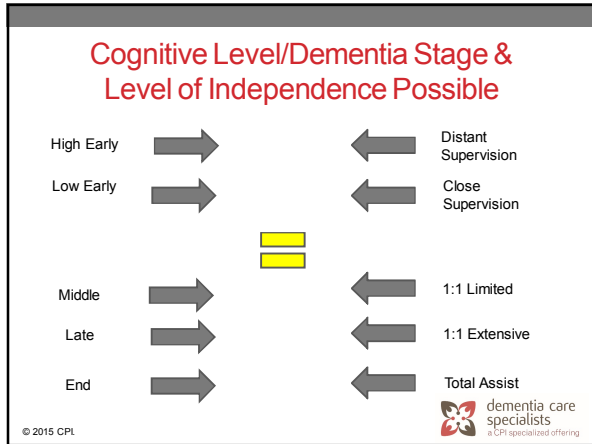 Cognitive Level/Dementia Stage &
Level of Independence Possible
High Early
Distant
Supervision
Low Early
Close
Supervision
Middle
1:1 Limited
Late
1:1 Extensive
End
Total Assist
© 2015 CPI.
dementia care
specialists
a CPI specialized offering